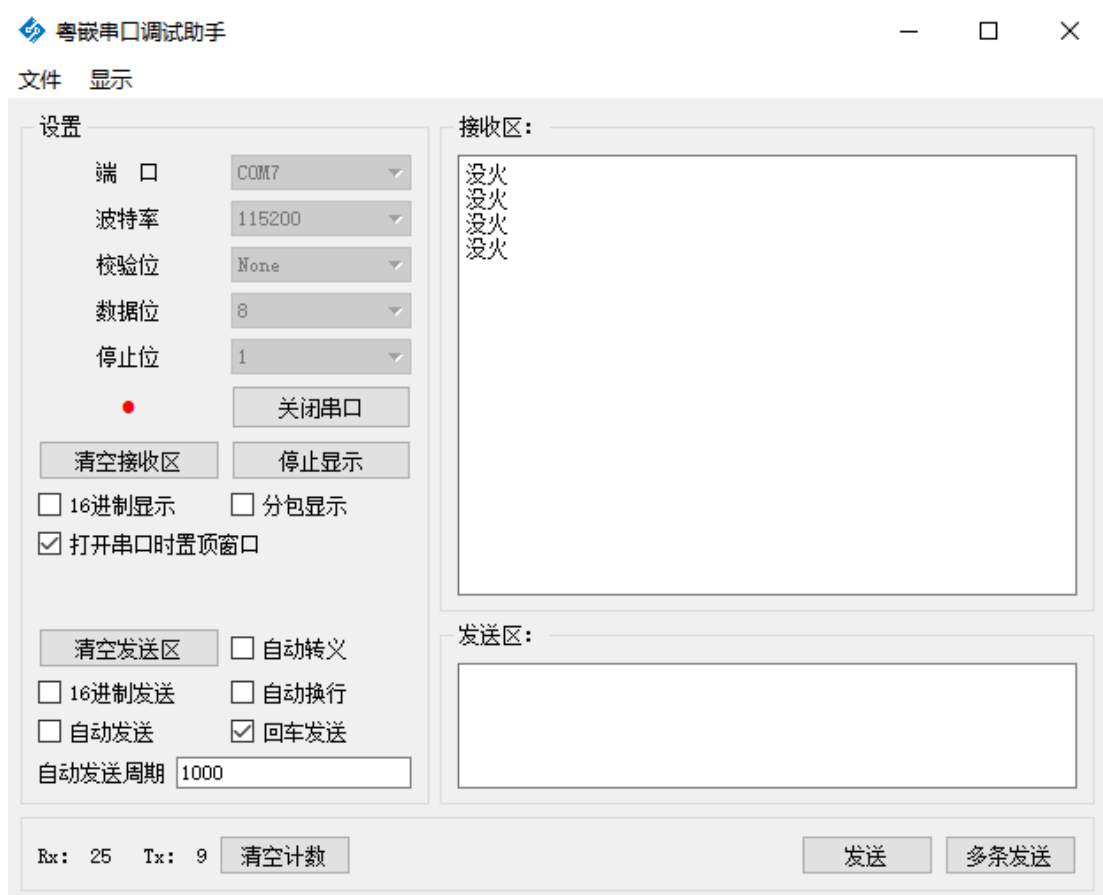 粤嵌串口调试助手
文件 显示
设置
端 口 COM7
波特率 115200
校验位 None
数据位 8
停止位 1
关闭串口
清空接收区 停止显示
16进制显示 分包显示
打开串口时置顶窗口
清空发送区 自动转义
16进制发送 自动换行
自动发送 回车发送
自动发送周期 1000
接收区：
没火
没火
没火
没火
发送区：
Rx: 25 Tx: 9 清空计数 发送 多条发送